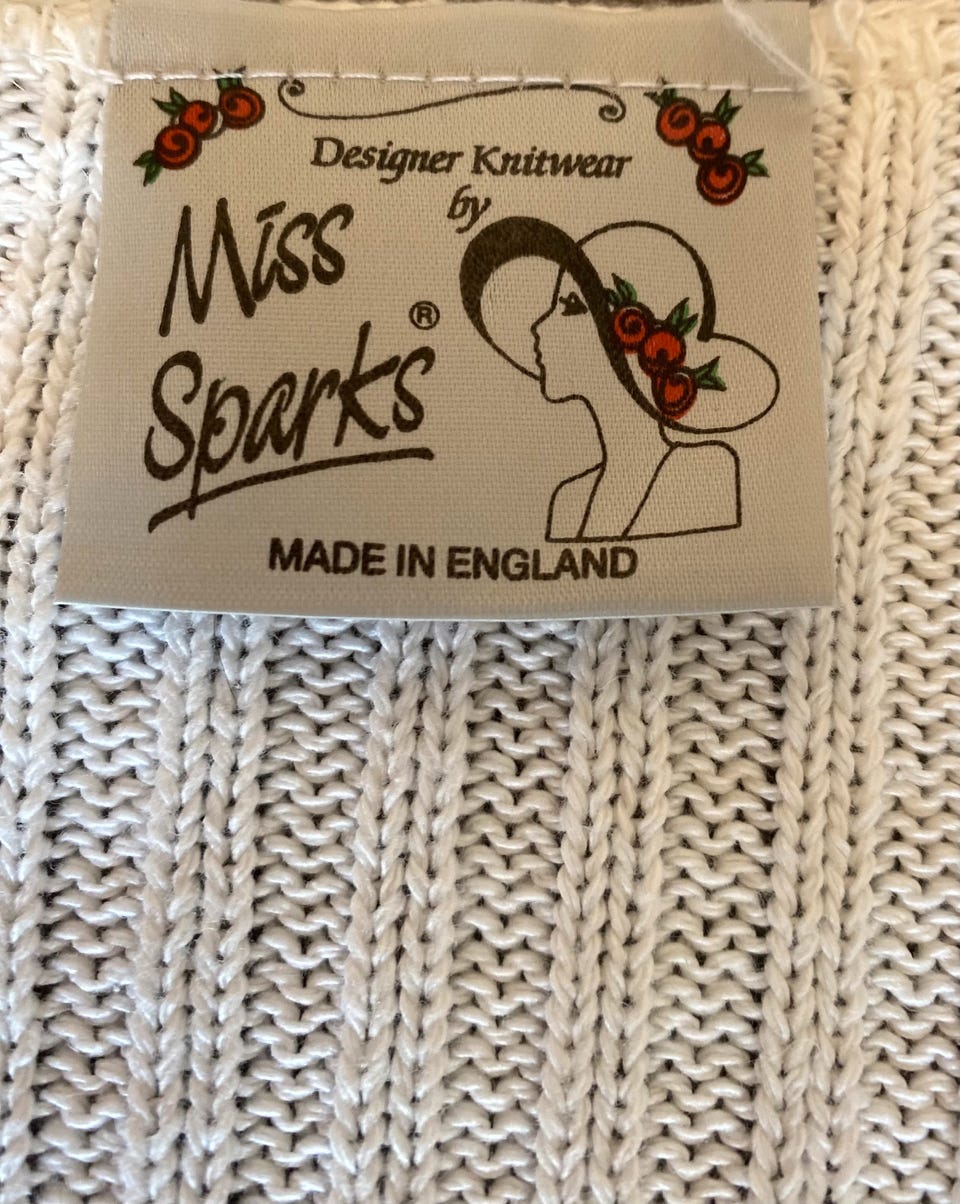 Designer Knitwear
by
Miss
Sparks®
MADE IN ENGLAND